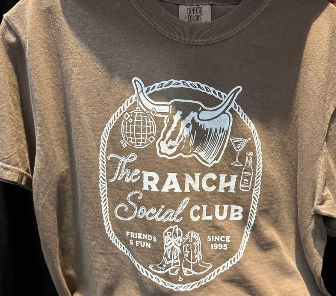 The RANCH
Social CLUB
FRIENDS SINCE
& FUN 1995